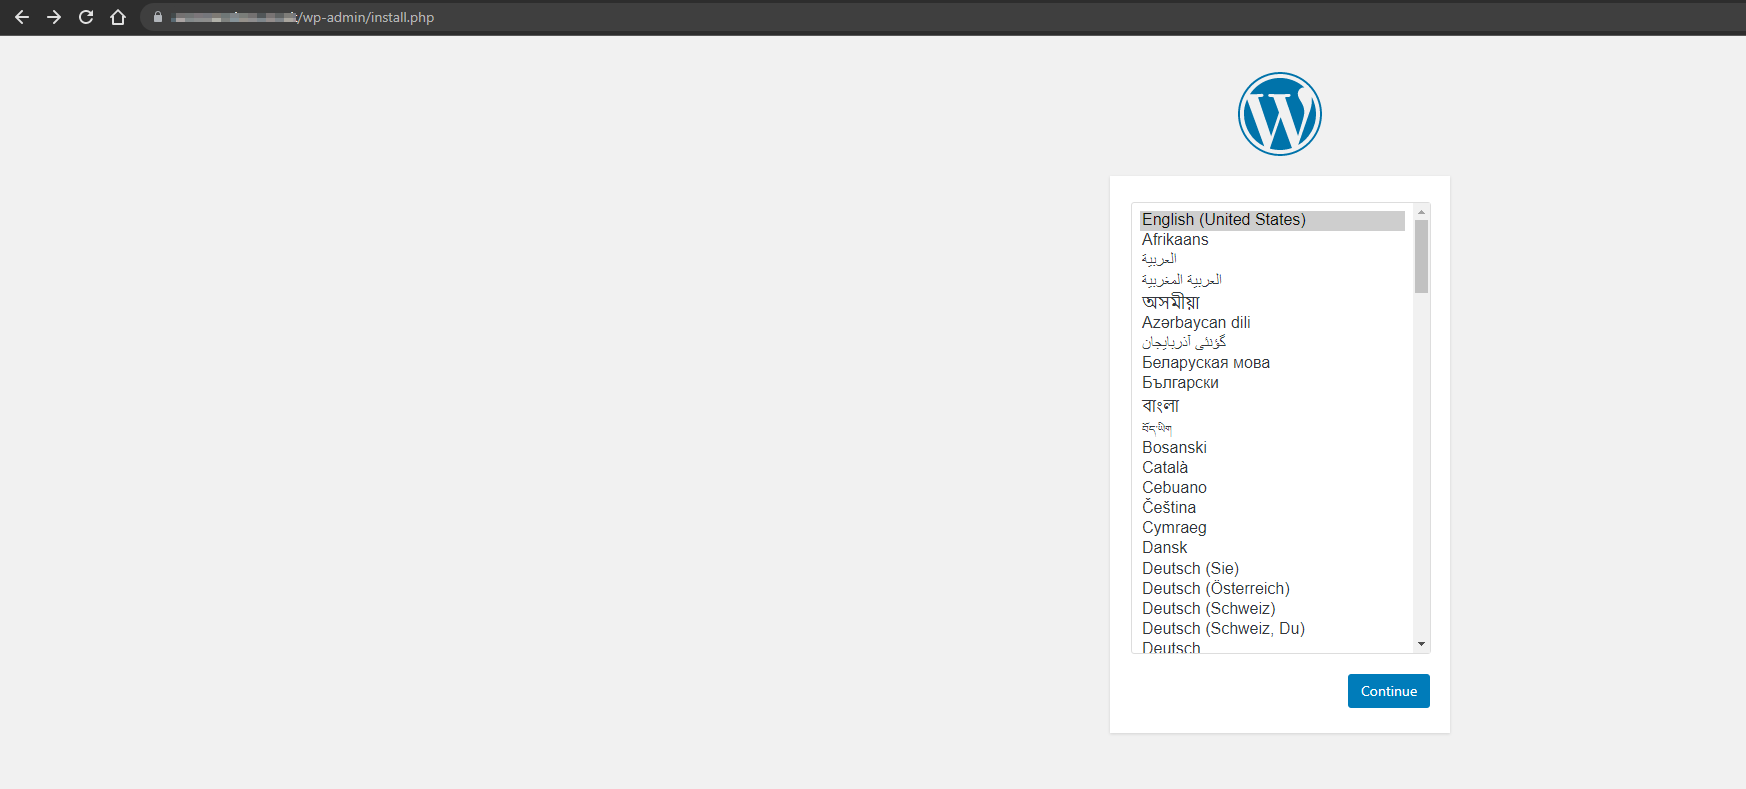 /wp-admin/install.php
English (United States)
Afrikaans
العربية
العربية المغربية
অসমীয়া
Azərbaycan dili
گؤنئی آذربایجان
Беларуская мова
Български
বাংলা
བོད་ཡིག
Bosanski
Català
Cebuano
Čeština
Cymraeg
Dansk
Deutsch (Sie)
Deutsch (Österreich)
Deutsch (Schweiz)
Deutsch (Schweiz, Du)
Deutsch
Continue